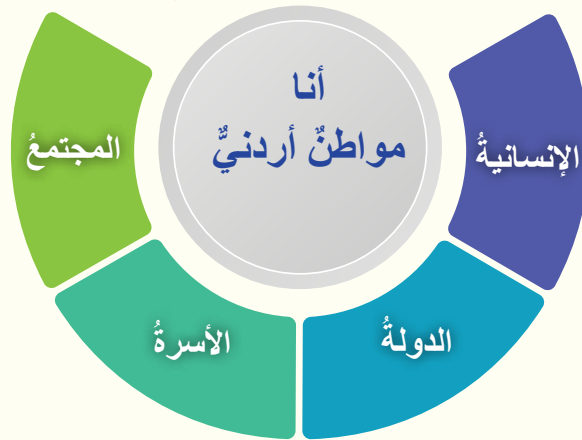 أنا
مواطنٌ أردنيٌّ
الإنسانيةُ
الدولةُ
الأسرةُ
المجتمعُ